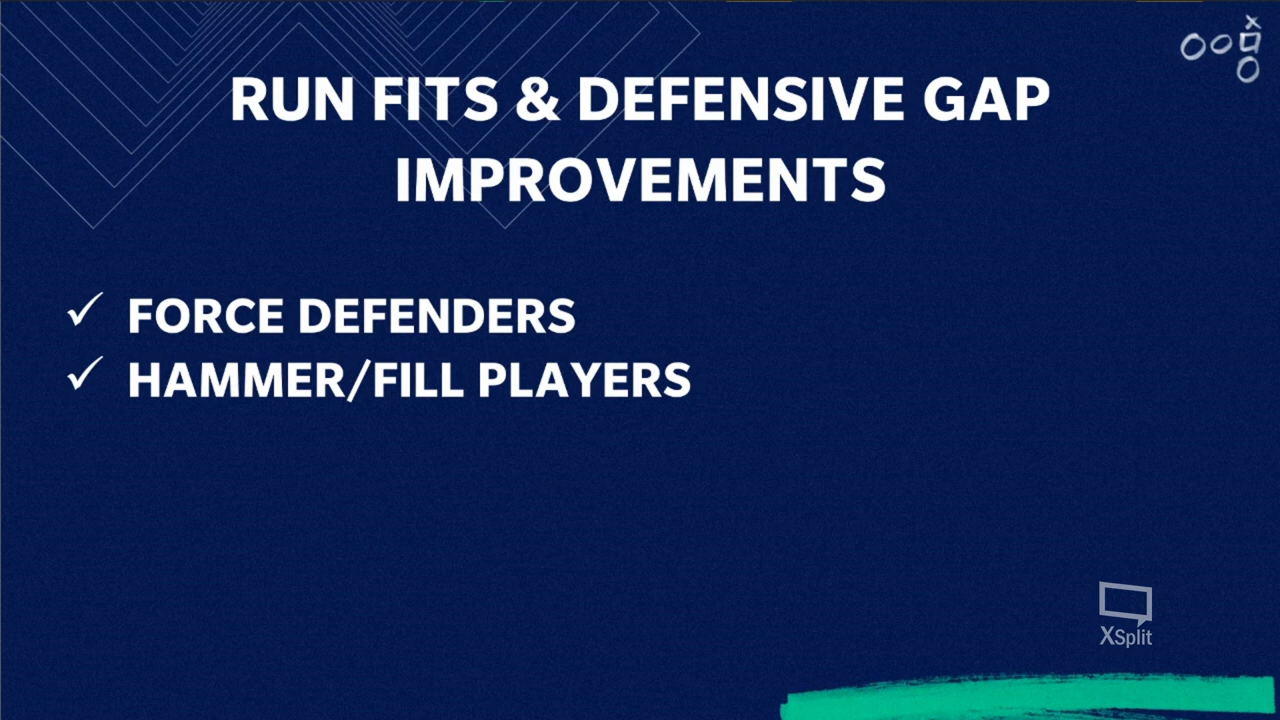 RUN FITS & DEFENSIVE GAP
IMPROVEMENTS
✓ FORCE DEFENDERS
✓ HAMMER/FILL PLAYERS
XSplit